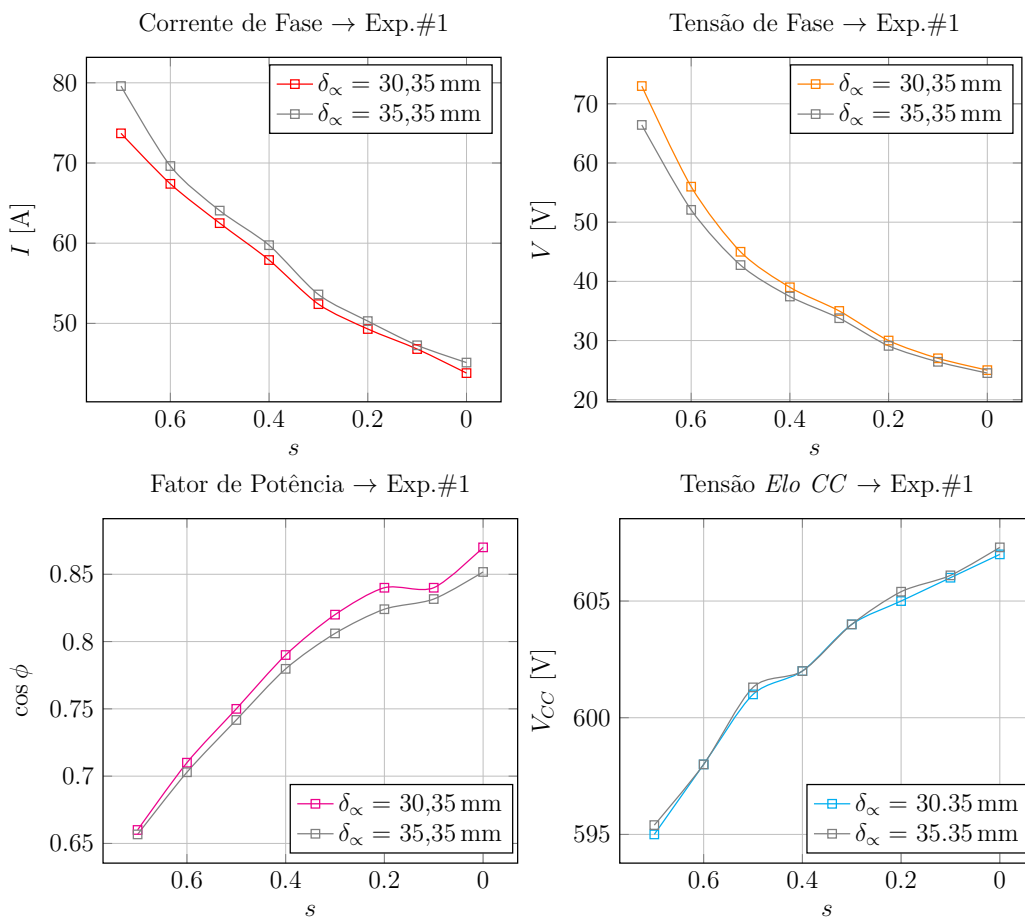 Corrente de Fase → Exp.#1
δ∝ = 30,35 mm
δ∝ = 35,35 mm
80
70
60
50
I [A]
0.6
0.4
0.2
0
s
Tensão de Fase → Exp.#1
δ∝ = 30,35 mm
δ∝ = 35,35 mm
70
60
50
40
30
20
V [V]
0.6
0.4
0.2
0
s
Fator de Potência → Exp.#1
0.85
0.8
0.75
0.7
0.65
cos ϕ
δ∝ = 30,35 mm
δ∝ = 35,35 mm
0.6
0.4
0.2
0
s
Tensão Elo CC → Exp.#1
605
600
595
VCC [V]
δ∝ = 30.35 mm
δ∝ = 35.35 mm
0.6
0.4
0.2
0
s